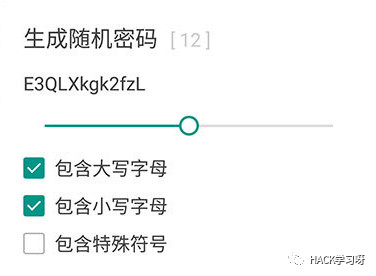 生成随机密码 [12]
E3QLXkgk2fzL
包含大写字母
包含小写字母
包含特殊符号
HACK学习呀